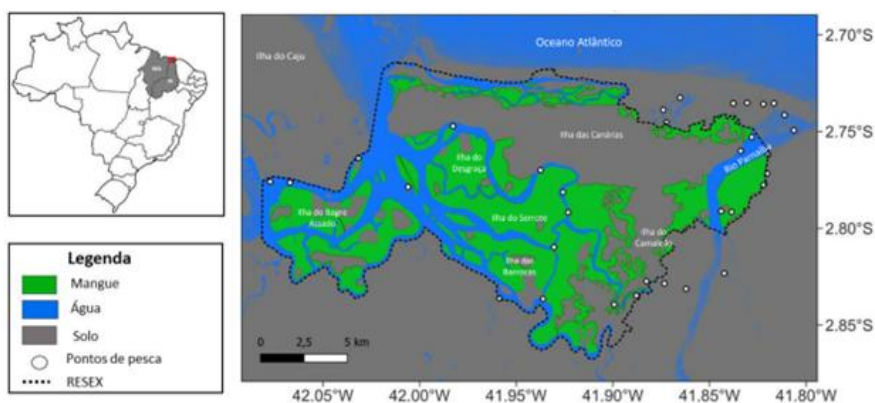 MA
PI
Legenda
Mangue
Água
Solo
Pontos de pesca
RESEX
Oceano Atlântico
Ilha do Caju
Ilha das Canárias
Ilha do
Desgraça
Rio Parnaíba
Ilha do Bagre
Assado
Ilha do Serrote
Ilha do
Camaleão
Ilha das
Barrocas
0 2,5 5 km
2.70°S
2.75°S
2.80°S
2.85°S
42.05°W 42.00°W 41.95°W 41.90°W 41.85°W 41.80°W